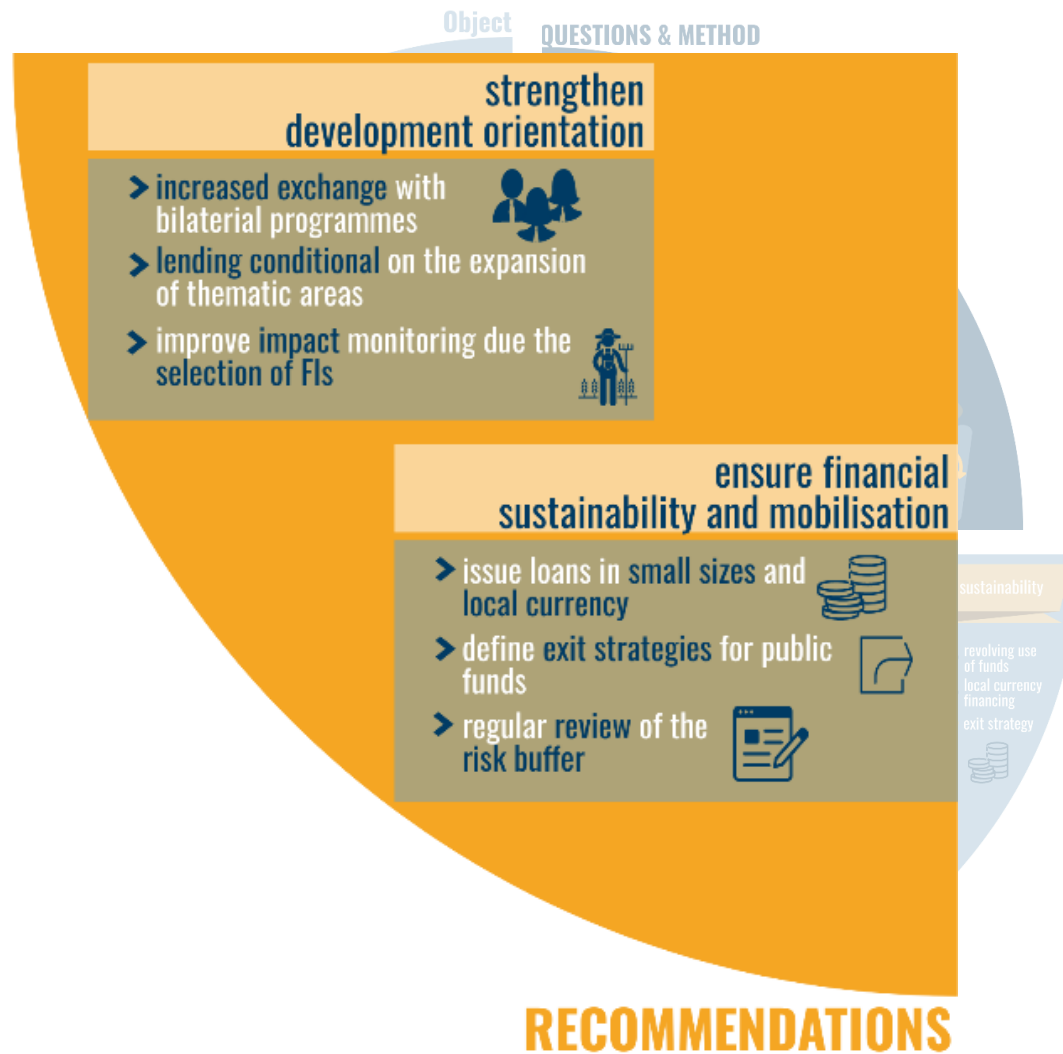 Object
QUESTIONS & METHOD
strengthen
development orientation
increased exchange with
bilaterial programmes
lending conditional on the expansion
of thematic areas
improve impact monitoring due the
selection of FIs
ensure financial
sustainability and mobilisation
issue loans in small sizes and
local currency
define exit strategies for public
funds
regular review of the
risk buffer
sustainability
revolving use
of funds
local currency
financing
exit strategy
RECOMMENDATIONS